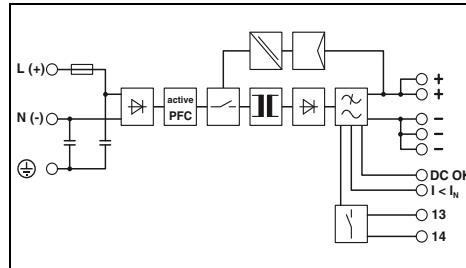 L (+)
+
+
N (-)
active
PFC
−
−
−
DC OK
I < IN
13
14